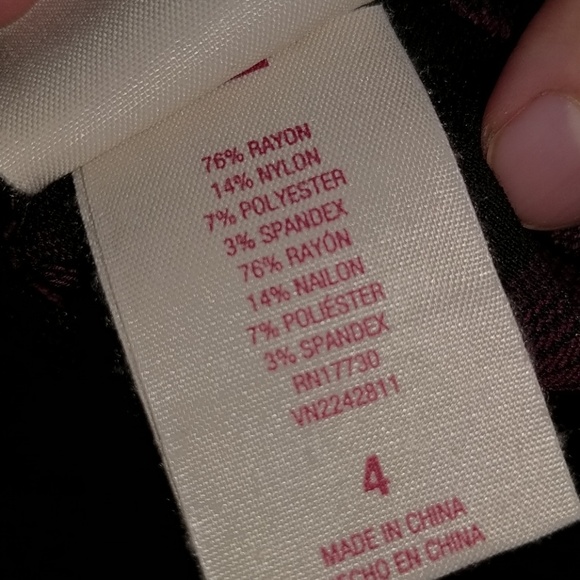 76% RAYON
14% NYLON
7% POLYESTER
3% SPANDEX
76% RAYÓN
14% NAILON
7% POLIÉSTER
3% SPANDEX
RN17730
VN2242811
4
MADE IN CHINA
ECHO EN CHINA